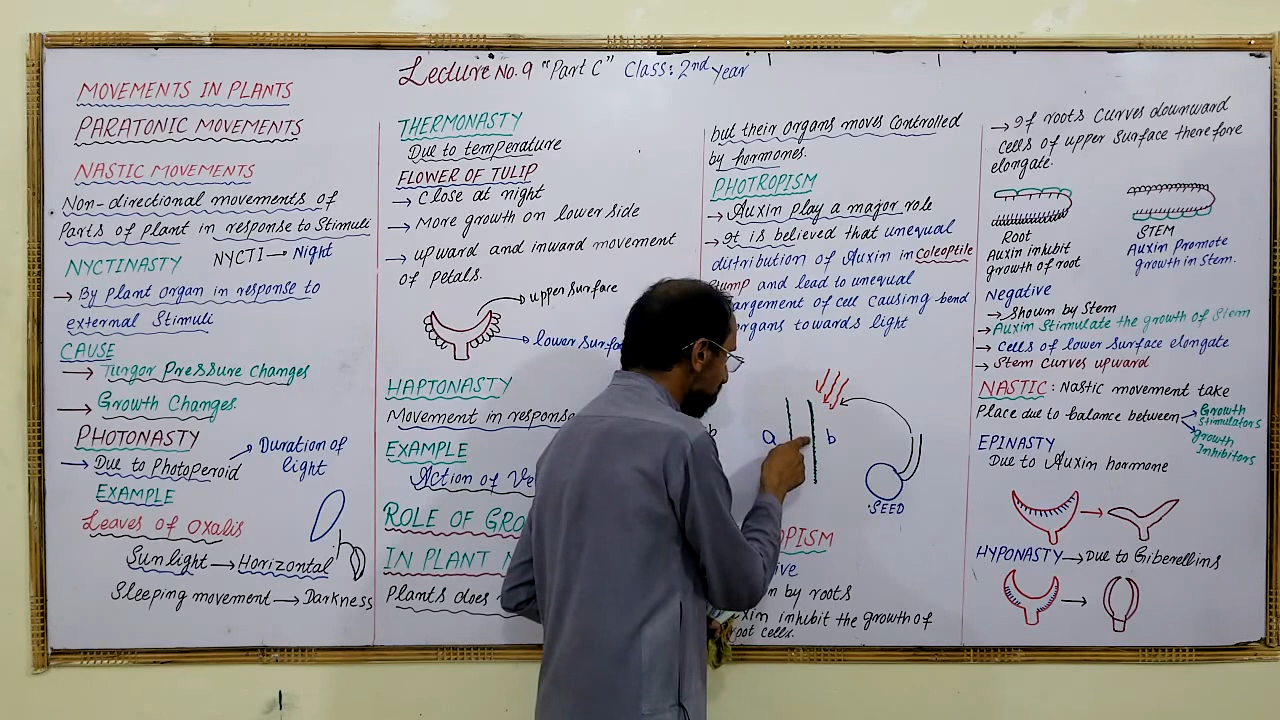 Lecture No. 9 "Part C" Class: 2nd Year
MOVEMENTS IN PLANTS
PARATONIC MOVEMENTS
NASTIC MOVEMENTS
Non-directional movements of
Parts of plant in response to Stimuli
NYCTINASTY NYCTI → Night
→ By plant organ in response to
external Stimuli
CAUSE
→ Turgor Pressure changes
→ Growth Changes.
PHOTONASTY
→ Due to Photoperoid → Duration of
light
EXAMPLE
Leaves of Oxalis
Sunlight → Horizontal
Sleeping movement → Darkness
THERMONASTY
Due to temperature
FLOWER OF TULIP
→ Close at night
→ More growth on lower side
→ upward and inward movement
of petals.
upper surface
lower surfa
HAPTONASTY
Movement in response
EXAMPLE
Action of Ve
ROLE OF GRO
IN PLANT
Plants does
but their organs moves controlled
by hormones.
PHOTROPISM
→ Auxin play a major role
→ It is believed that unequal
distribution of Auxin in coleoptile
and lead to unequal
argement of cell causing bend
organs towards light
b
a b
SEED
OPISM
ive
n by roots
uxin inhibit the growth of
root cells.
→ If roots curves downward
cells of upper surface therefore
elongate.
ROOT
Auxin inhibit
growth of root
STEM
Auxin Promote
growth in stem.
Negative
→ Shown by Stem
→ Auxin Stimulate the growth of Stem
→ Cells of lower surface elongate
→ Stem curves upward
NASTIC: Nastic movement take
Place due to balance between → Growth
Stimulators
→ growth
Inhibitors
EPINASTY
Due to Auxin hormone
HYPONASTY → Due to Giberellins